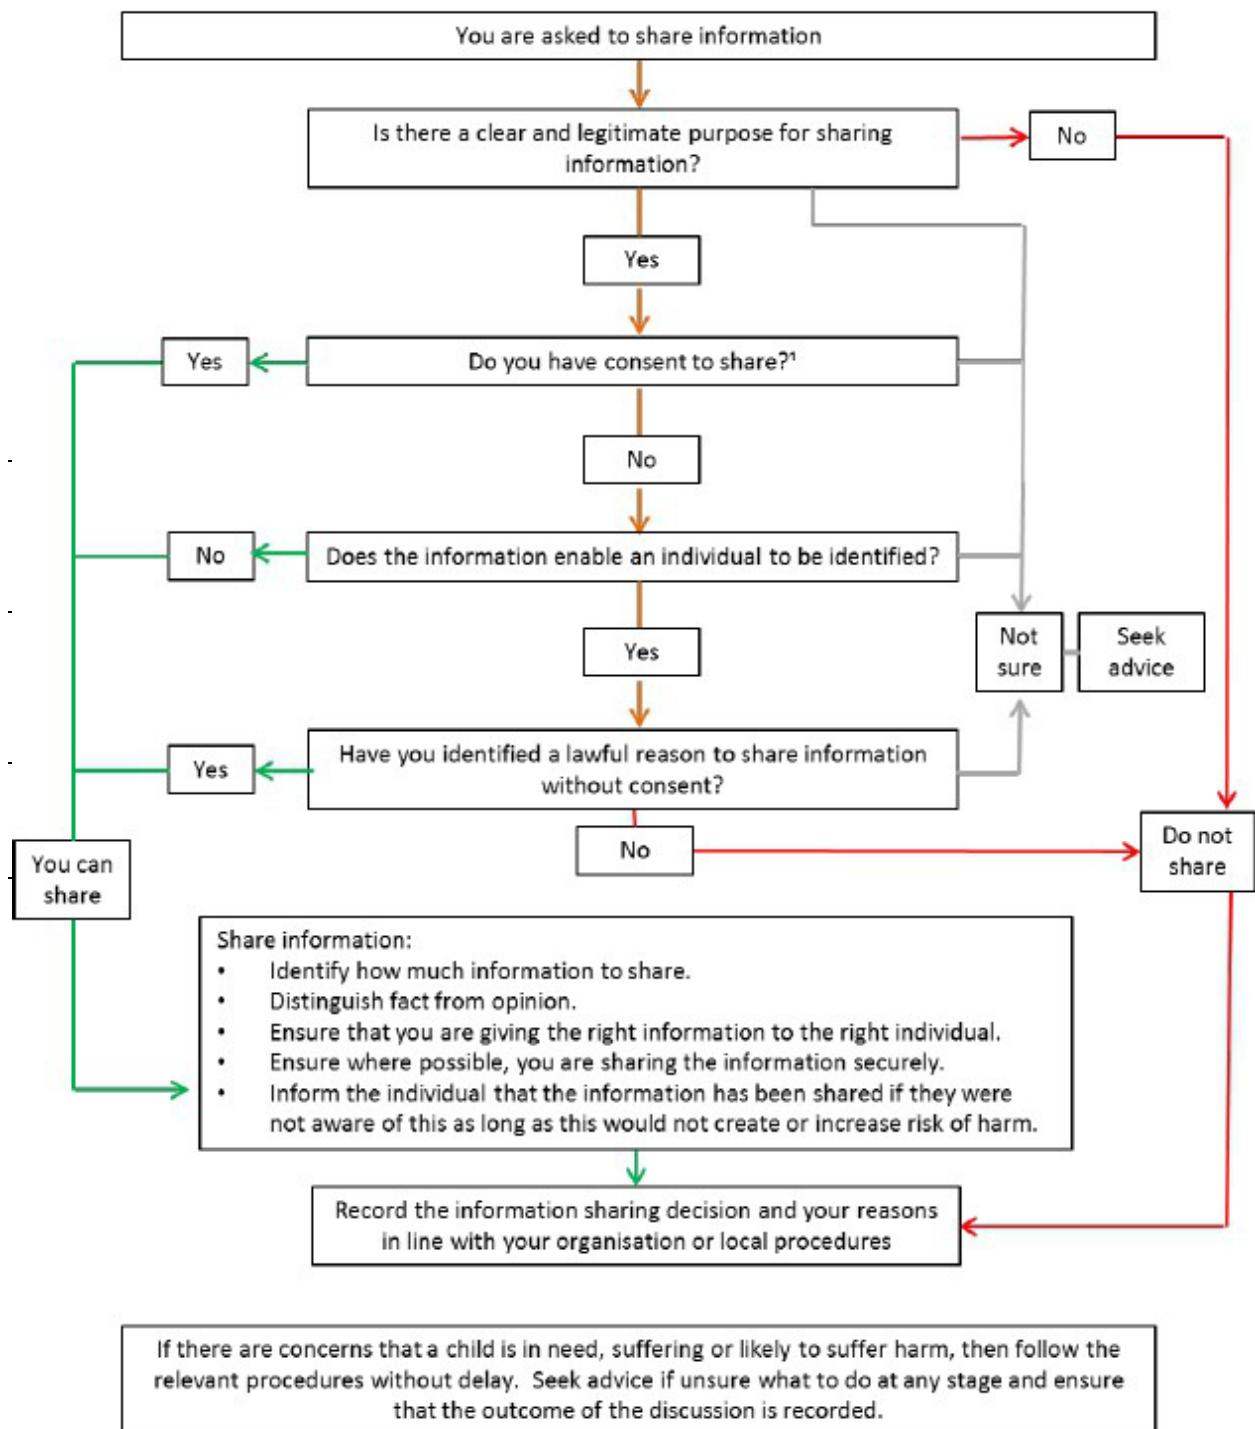 You are asked to share information
Is there a clear and legitimate purpose for sharing
information?
No
Yes
Yes
Do you have consent to share?¹
No
No
Does the information enable an individual to be identified?
Yes
Not
sure
Seek
advice
Yes
Have you identified a lawful reason to share information
without consent?
No
Do not
share
You can
share
Share information:
• Identify how much information to share.
• Distinguish fact from opinion.
• Ensure that you are giving the right information to the right individual.
• Ensure where possible, you are sharing the information securely.
• Inform the individual that the information has been shared if they were
not aware of this as long as this would not create or increase risk of harm.
Record the information sharing decision and your reasons
in line with your organisation or local procedures
If there are concerns that a child is in need, suffering or likely to suffer harm, then follow the
relevant procedures without delay. Seek advice if unsure what to do at any stage and ensure
that the outcome of the discussion is recorded.